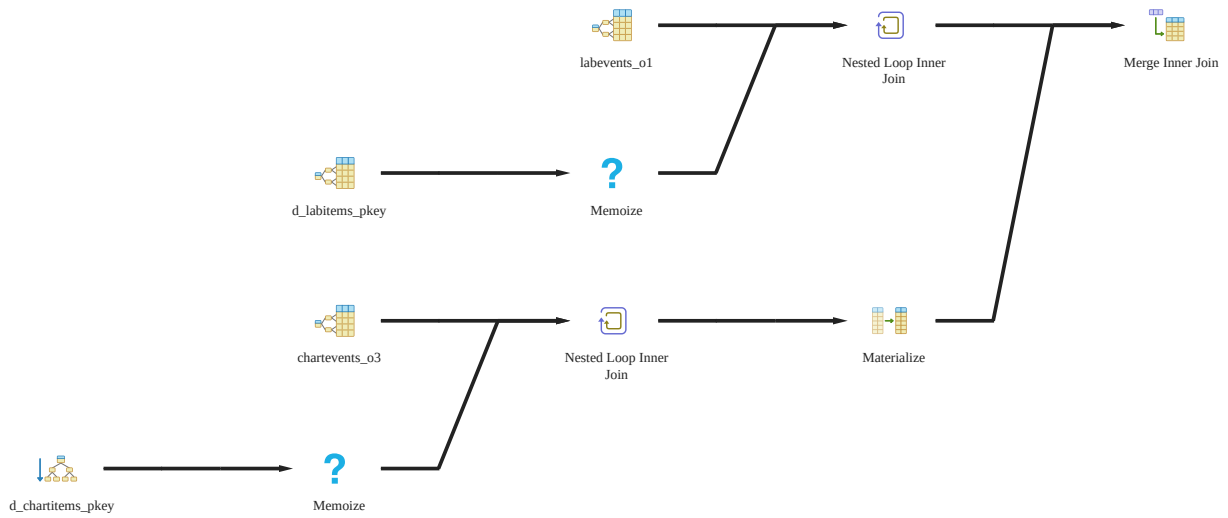 labevents_o1
Nested Loop Inner
Join
Merge Inner Join
d_labitems_pkey
Memoize
chartevents_o3
Nested Loop Inner
Join
Materialize
d_chartitems_pkey
Memoize